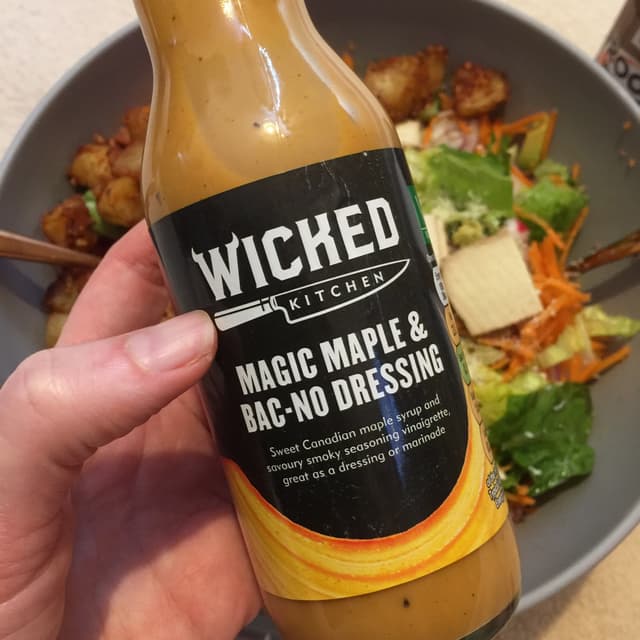 WICKED
KITCHEN
MAGIC MAPLE &
BAC-NO DRESSING
Sweet Canadian maple syrup and
savoury smoky seasoning vinaigrette,
great as a dressing or marinade